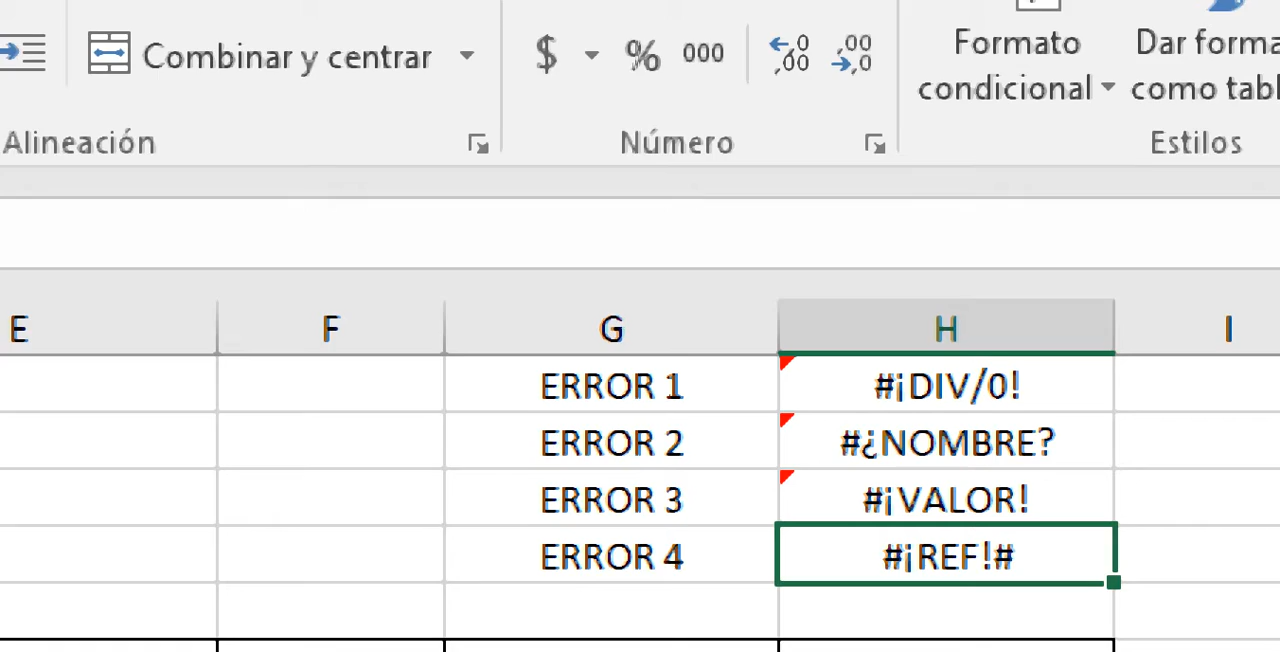 Combinar y centrar
$ % 000
,0 ,00
,00 ,0
Formato condicional
Dar forma
como tabl
Alineación
Número
Estilos
E F G H I
ERROR 1 #¡DIV/0!
ERROR 2 #¿NOMBRE?
ERROR 3 #¡VALOR!
ERROR 4 #¡REF!#